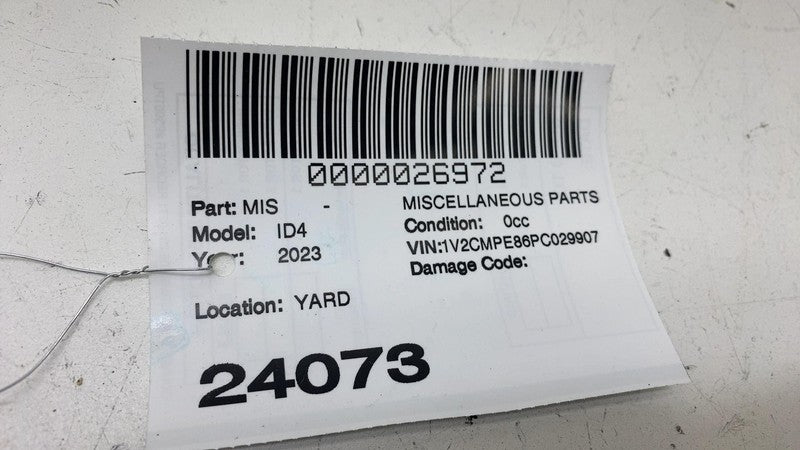 0000026972
Part: MIS - MISCELLANEOUS PARTS
Model: ID4 Condition: 0cc
Year: 2023 VIN:1V2CMPE86PC029907
Damage Code:
Location: YARD
24073